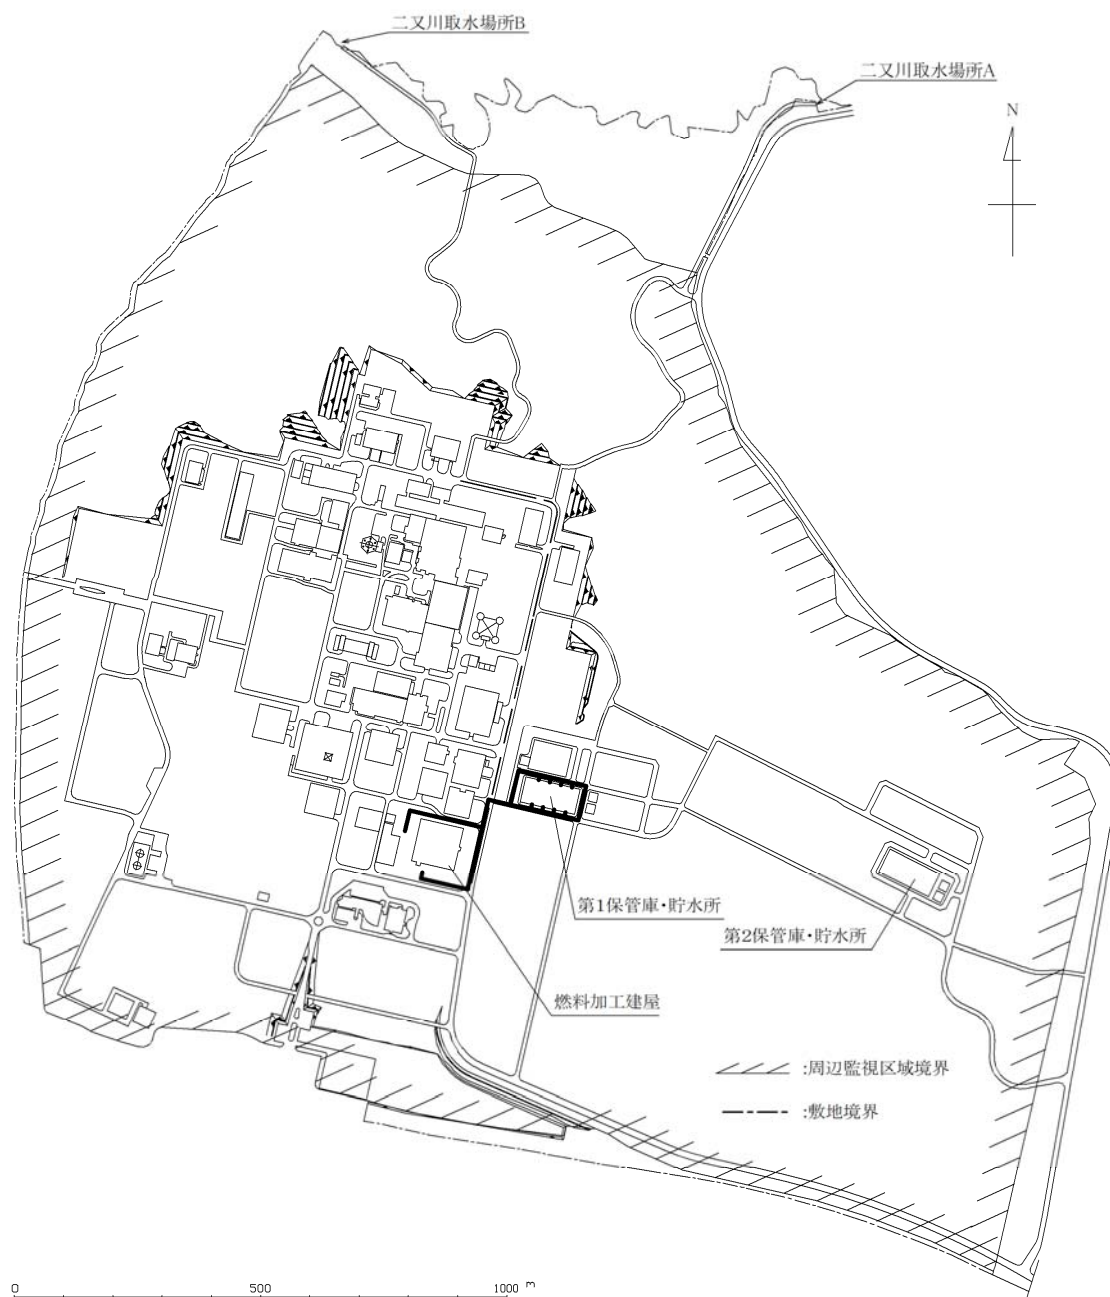 二又川取水場所B
二又川取水場所A
N
第1保管庫・貯水所
第2保管庫・貯水所
燃料加工建屋
:周辺監視区域境界
:敷地境界
0 500 1000 m